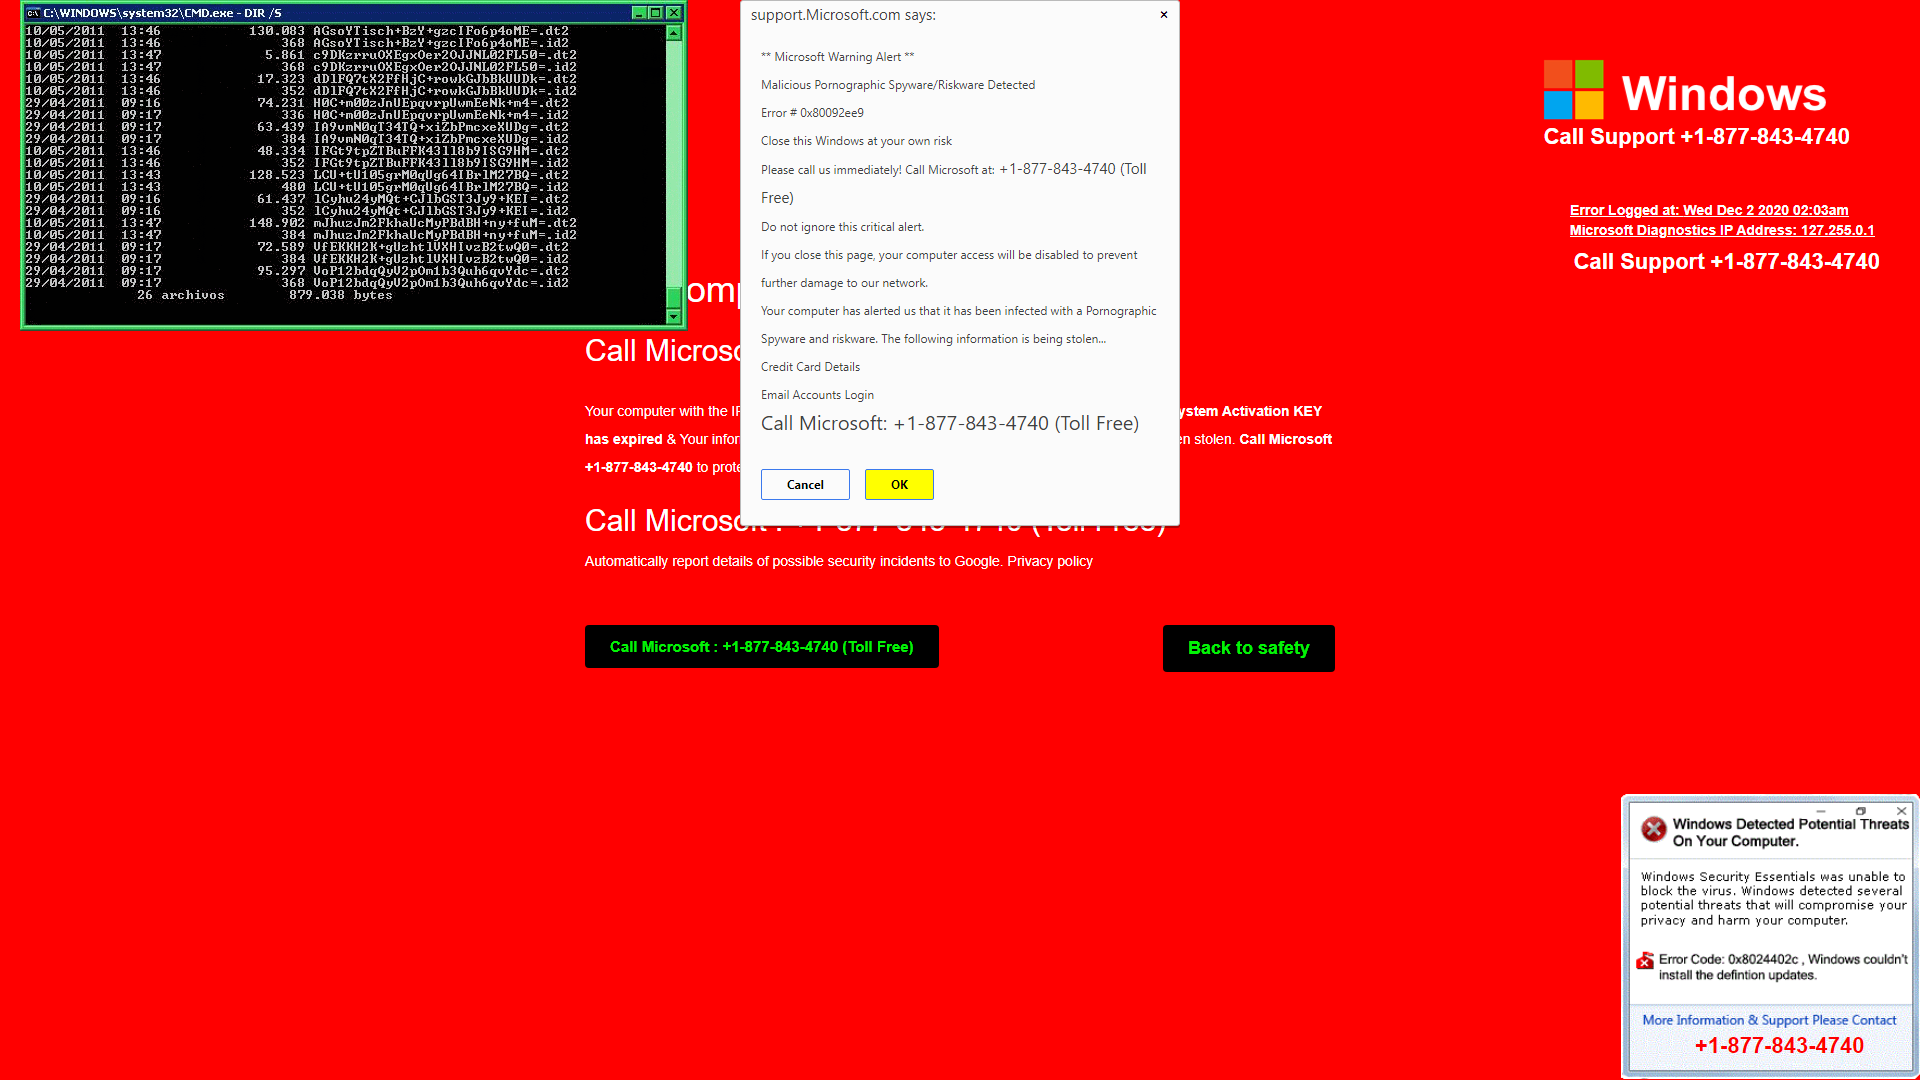 C:\WINDOWS\system32\CMD.exe - DIR /S
10/05/2011 13:46 130.083 AGsoYTisch+BzY+gzcIFo6p4oME=.dt2
10/05/2011 13:46 368 AGsoYTisch+BzY+gzcIFo6p4oME=.id2
10/05/2011 13:47 5.861 c9DKzrruOXEgxOer2OJJNL02FL50=.dt2
10/05/2011 13:47 368 c9DKzrruOXEgxOer2OJJNL02FL50=.id2
10/05/2011 13:46 17.323 dDlFQ7tX2FfHjC+rowkGJbBkUUDk=.dt2
10/05/2011 13:46 352 dDlFQ7tX2FfHjC+rowkGJbBkUUDk=.id2
29/04/2011 09:16 74.231 H0C+m00zJnUEpqvrpUwmEeNk+m4=.dt2
29/04/2011 09:17 336 H0C+m00zJnUEpqvrpUwmEeNk+m4=.id2
29/04/2011 09:17 63.439 IA9vmN0qT34TQ+xiZbPmcxeXUDg=.dt2
29/04/2011 09:17 384 IA9vmN0qT34TQ+xiZbPmcxeXUDg=.id2
10/05/2011 13:46 48.334 IFGt9tpZTBuFFK43ll8b9ISG9HM=.dt2
10/05/2011 13:46 352 IFGt9tpZTBuFFK43ll8b9ISG9HM=.id2
10/05/2011 13:43 128.523 LCU+tU105grM0qUg64IBrlM27BQ=.dt2
10/05/2011 13:43 480 LCU+tU105grM0qUg64IBrlM27BQ=.id2
29/04/2011 09:16 61.437 lCyhu24yMQt+CJlbGST3Jy9+KEI=.dt2
29/04/2011 09:16 352 lCyhu24yMQt+CJlbGST3Jy9+KEI=.id2
10/05/2011 13:47 148.902 mJhuzJm2FkhaUcMyPBdBH+ny+fuM=.dt2
10/05/2011 13:47 384 mJhuzJm2FkhaUcMyPBdBH+ny+fuM=.id2
29/04/2011 09:17 72.589 VfEKKH2K+gUzhtlVXHIvzB2twQ0=.dt2
29/04/2011 09:17 384 VfEKKH2K+gUzhtlVXHIvzB2twQ0=.id2
29/04/2011 09:17 95.297 VoP12bdqQyV2pOm1b3Quh6qvYdc=.dt2
29/04/2011 09:17 368 VoP12bdqQyV2pOm1b3Quh6qvYdc=.id2
26 archivos 879.038 bytes
support.Microsoft.com says:
** Microsoft Warning Alert **
Malicious Pornographic Spyware/Riskware Detected
Error # 0x80092ee9
Close this Windows at your own risk
Please call us immediately! Call Microsoft at: +1-877-843-4740 (Toll
Free)
Do not ignore this critical alert.
If you close this page, your computer access will be disabled to prevent
further damage to our network.
Your computer has alerted us that it has been infected with a Pornographic
Spyware and riskware. The following information is being stolen...
Credit Card Details
Email Accounts Login
Call Microsoft: +1-877-843-4740 (Toll Free)
Cancel OK
Windows
Call Support +1-877-843-4740
Error Logged at: Wed Dec 2 2020 02:03am
Microsoft Diagnostics IP Address: 127.255.0.1
Call Support +1-877-843-4740
Call
Your computer with the ystem Activation KEY
has expired & Your stolen. Call Microsoft
+1-877-843-4740 to
Call Microsoft : +1-877-843-4740 (Toll Free)
Automatically report details of possible security incidents to Google. Privacy policy
Call Microsoft : +1-877-843-4740 (Toll Free)
Back to safety
Windows Detected Potential Threats
On Your Computer.
Windows Security Essentials was unable to
block the virus. Windows detected several
potential threats that will compromise your
privacy and harm your computer.
Error Code: 0x8024402c , Windows couldn't
install the defintion updates.
More Information & Support Please Contact
+1-877-843-4740